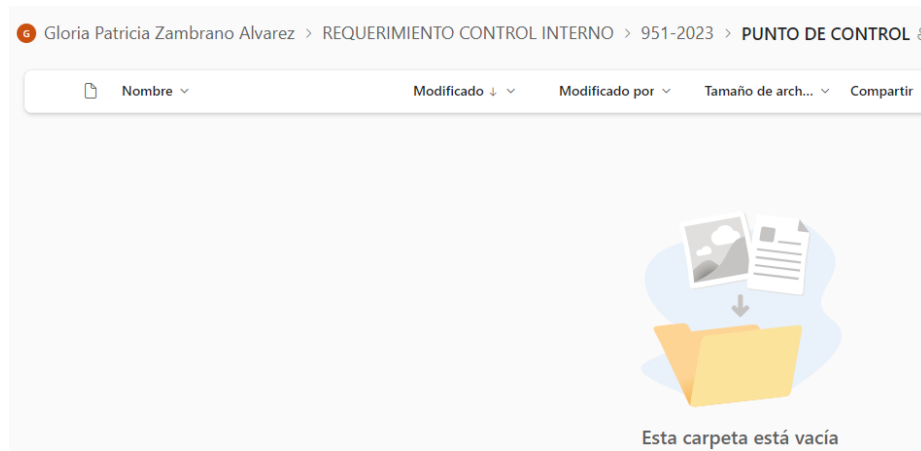 G Gloria Patricia Zambrano Alvarez > REQUERIMIENTO CONTROL INTERNO > 951-2023 > PUNTO DE CONTROL
Nombre Modificado ↓ Modificado por Tamaño de arch... Compartir
Esta carpeta está vacía